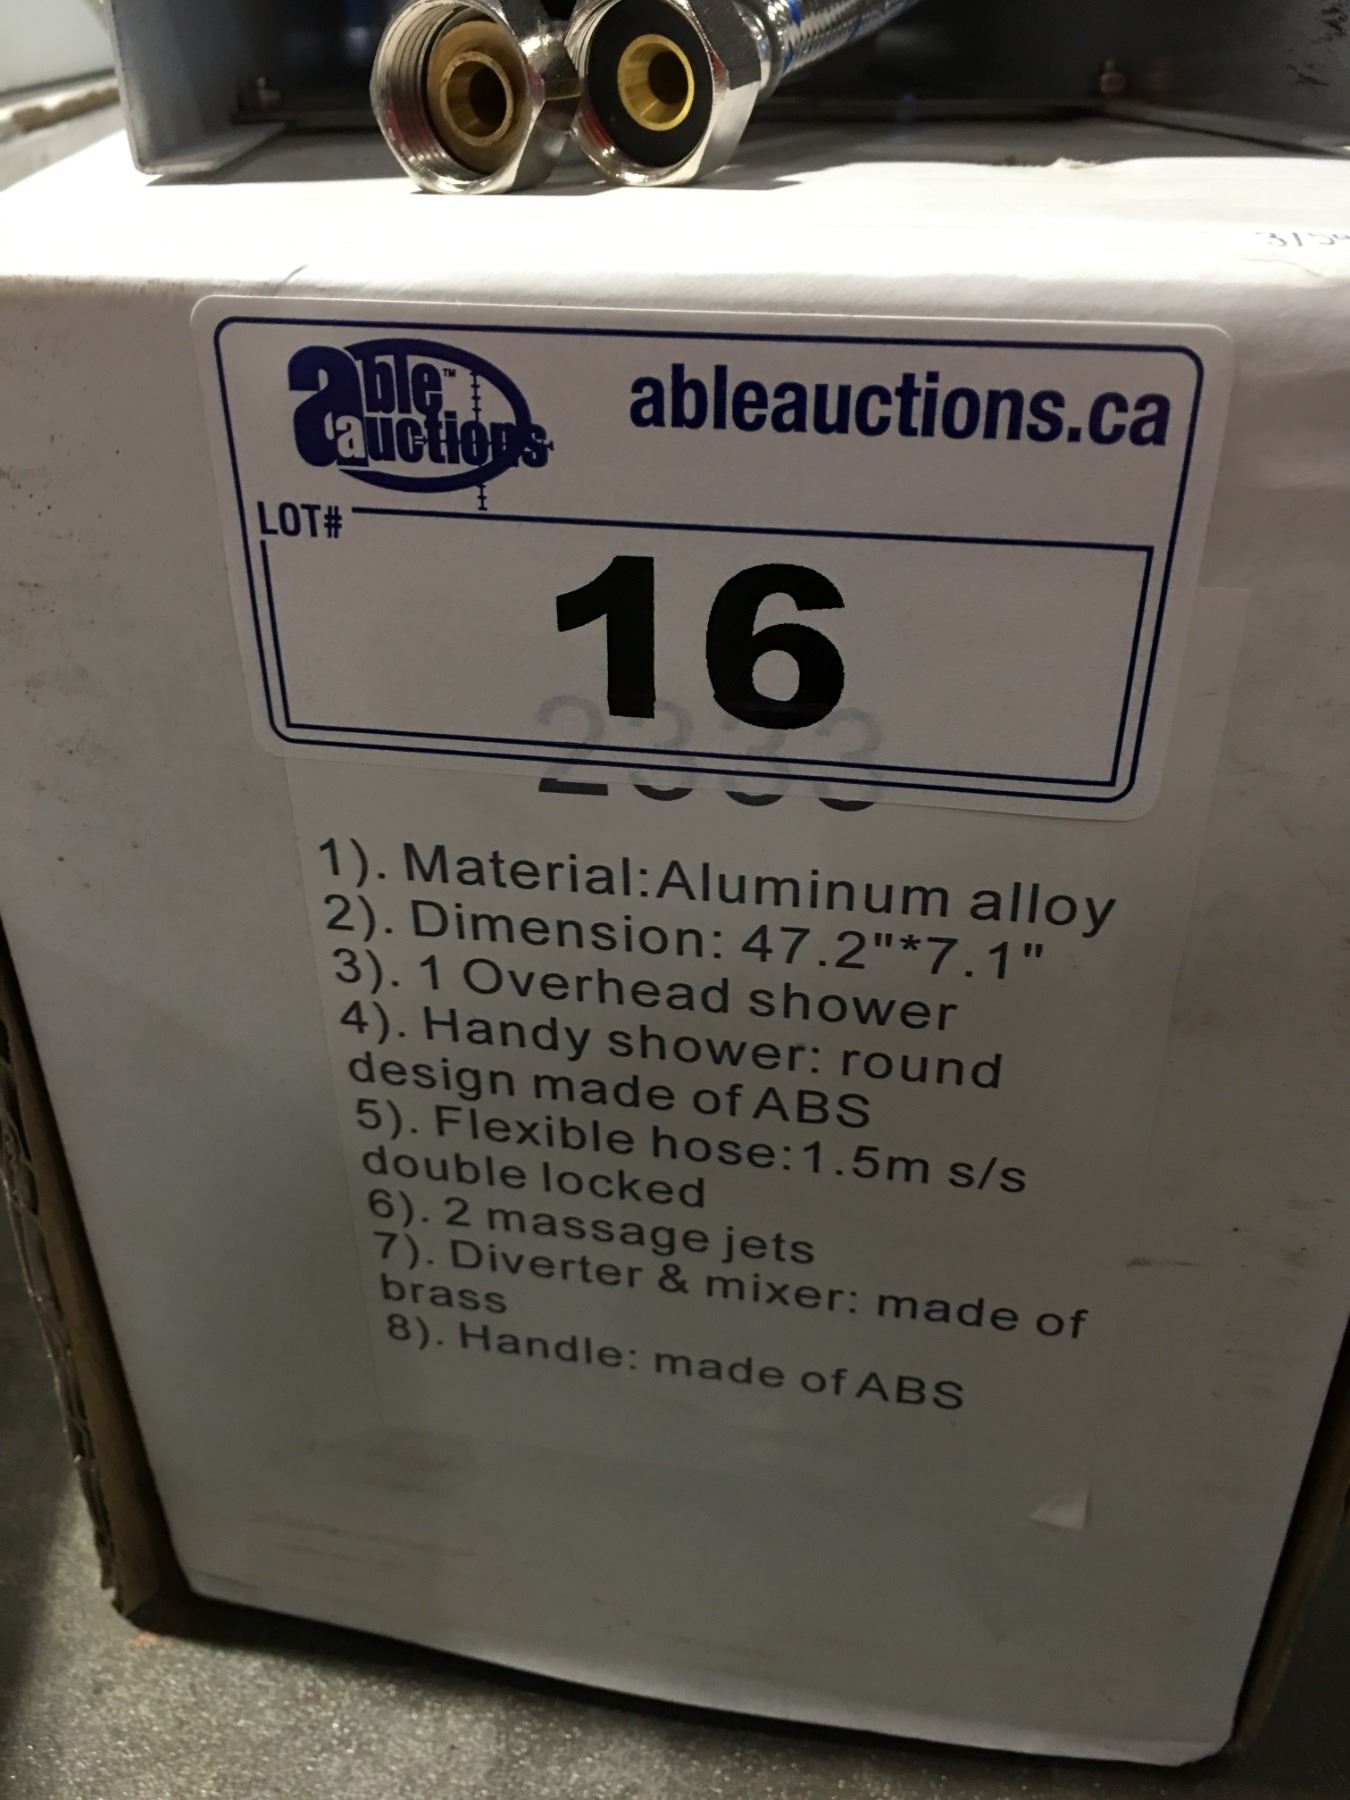 able™
auctions
ableauctions.ca
LOT#
16
2333
1). Material:Aluminum alloy
2). Dimension: 47.2"*7.1"
3). 1 Overhead shower
4). Handy shower: round
design made of ABS
5). Flexible hose:1.5m s/s
double locked
6). 2 massage jets
7). Diverter & mixer: made of
brass
8). Handle: made of ABS